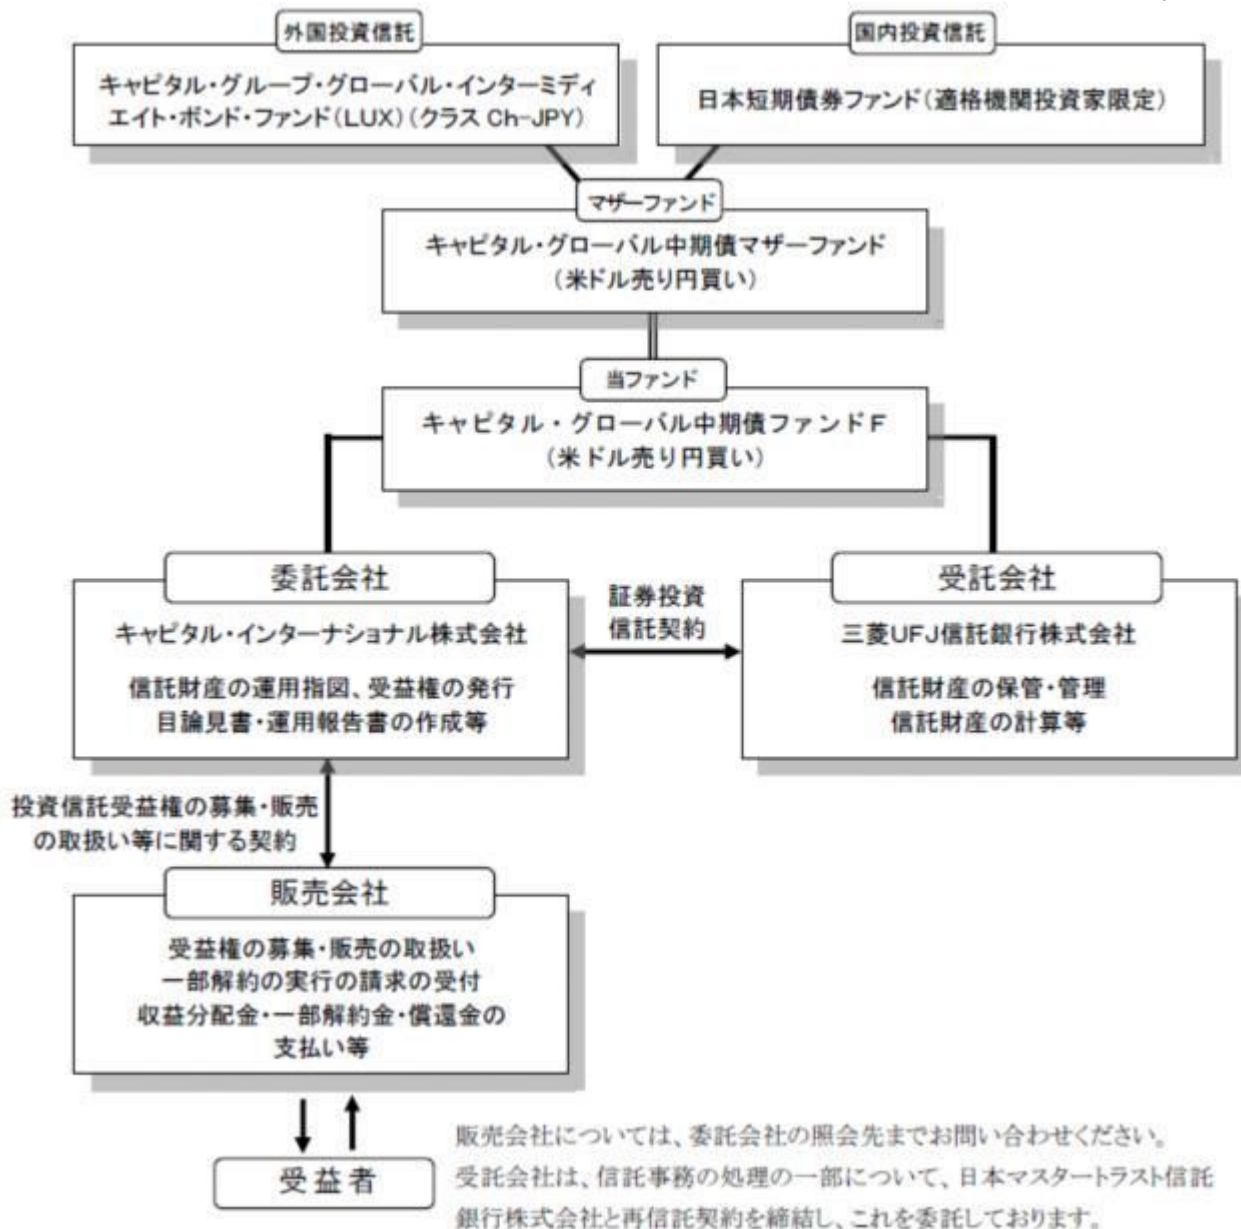 外国投資信託
キャピタル・グループ・グローバル・インターミディ
エイト・ボンド・ファンド(LUX)(クラス Ch-JPY)
国内投資信託
日本短期債券ファンド(適格機関投資家限定)
マザーファンド
キャピタル・グローバル中期債マザーファンド
(米ドル売り円買い)
当ファンド
キャピタル・グローバル中期債ファンドF
(米ドル売り円買い)
委託会社
キャピタル・インターナショナル株式会社
信託財産の運用指図、受益権の発行
目論見書・運用報告書の作成等
証券投資
信託契約
受託会社
三菱UFJ信託銀行株式会社
信託財産の保管・管理
信託財産の計算等
投資信託受益権の募集・販売
の取扱い等に関する契約
販売会社
受益権の募集・販売の取扱い
一部解約の実行の請求の受付
収益分配金・一部解約金・償還金の
支払い等
受益者
販売会社については、委託会社の照会先までお問い合わせください。
受託会社は、信託事務の処理の一部について、日本マスタートラスト信託
銀行株式会社と再信託契約を締結し、これを委託しております。